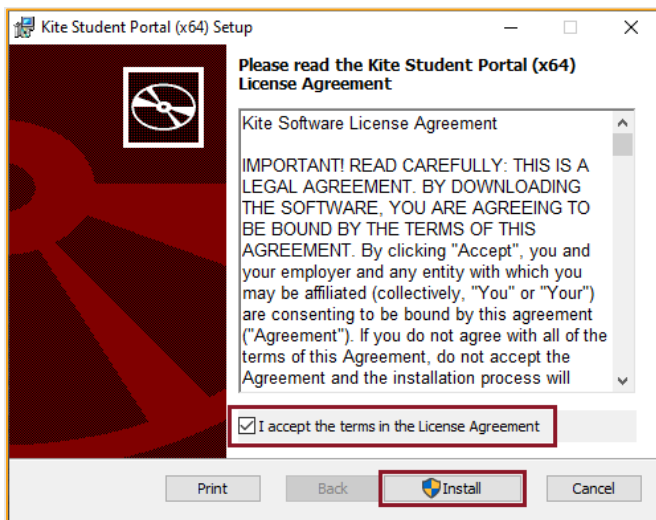 Kite Student Portal (x64) Setup
Please read the Kite Student Portal (x64)
License Agreement
Kite Software License Agreement
IMPORTANT! READ CAREFULLY: THIS IS A
LEGAL AGREEMENT. BY DOWNLOADING
THE SOFTWARE, YOU ARE AGREEING TO
BE BOUND BY THE TERMS OF THIS
AGREEMENT. By clicking "Accept", you and
your employer and any entity with which you
may be affiliated (collectively, "You" or "Your")
are consenting to be bound by this agreement
("Agreement"). If you do not agree with all of the
terms of this Agreement, do not accept the
Agreement and the installation process will
I accept the terms in the License Agreement
Print Back Install Cancel